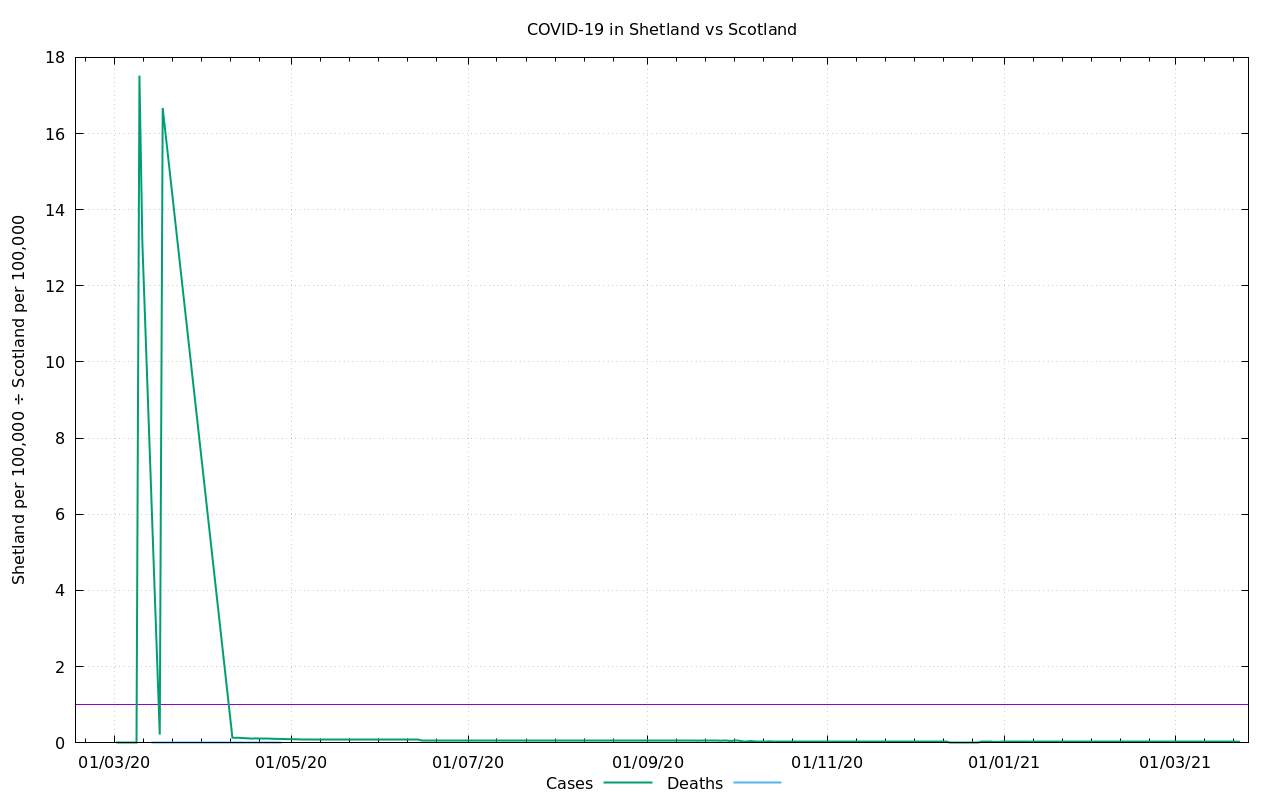 COVID-19 in Shetland vs Scotland
Shetland per 100,000 ÷ Scotland per 100,000
18
16
14
12
10
8
6
4
2
0
01/03/20 01/05/20 01/07/20 01/09/20 01/11/20 01/01/21 01/03/21
Cases Deaths